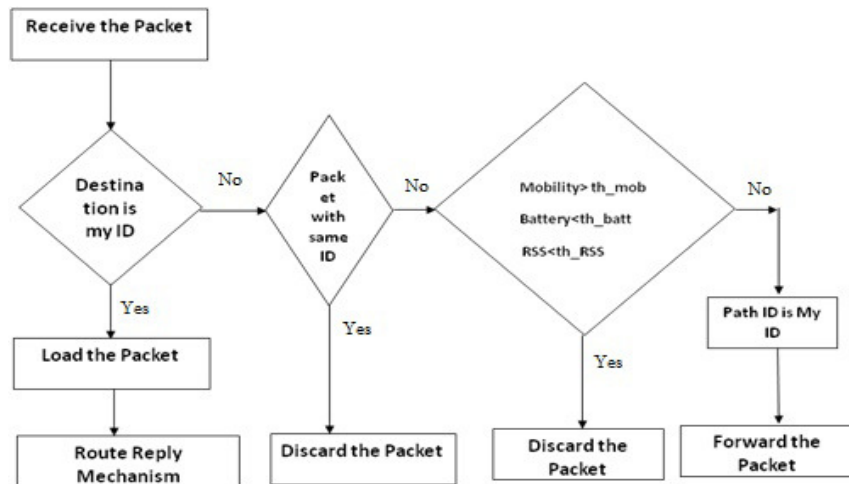 Receive the Packet
Destina
tion is
my ID
No
Pack
et
with
same
ID
No
Mobility> th_mob
Battery<th_batt
RSS<th_RSS
No
Yes
Load the Packet
Route Reply
Mechanism
Yes
Discard the Packet
Yes
Discard the
Packet
Path ID is My
ID
Forward the
Packet